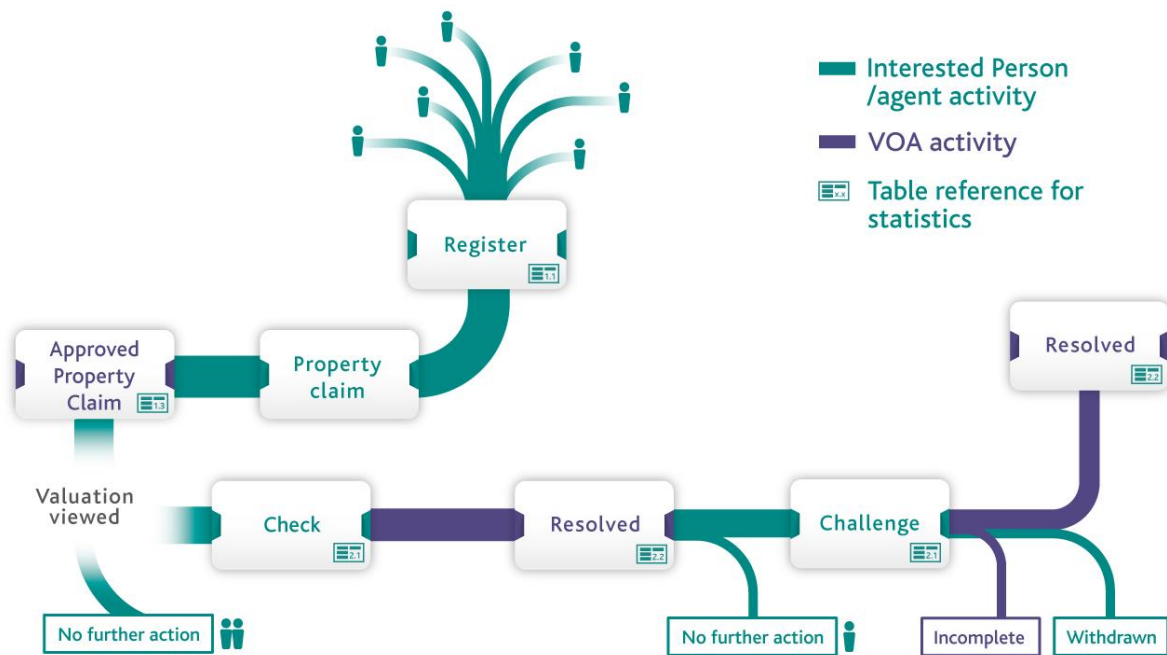 Interested Person
/agent activity
VOA activity
x.x
Table reference for
statistics
Register
1.1
Approved
Property
Claim
1.3
Property
claim
Resolved
2.2
Valuation
viewed
Check
2.1
Resolved
2.2
Challenge
2.1
No further action
No further action
Incomplete
Withdrawn